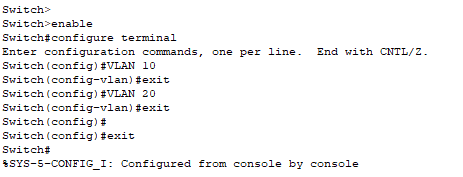 Switch>
Switch>enable
Switch#configure terminal
Enter configuration commands, one per line.  End with CNTL/Z.
Switch(config)#VLAN 10
Switch(config-vlan)#exit
Switch(config)#VLAN 20
Switch(config-vlan)#exit
Switch(config)#
Switch(config)#exit
Switch#
%SYS-5-CONFIG_I: Configured from console by console